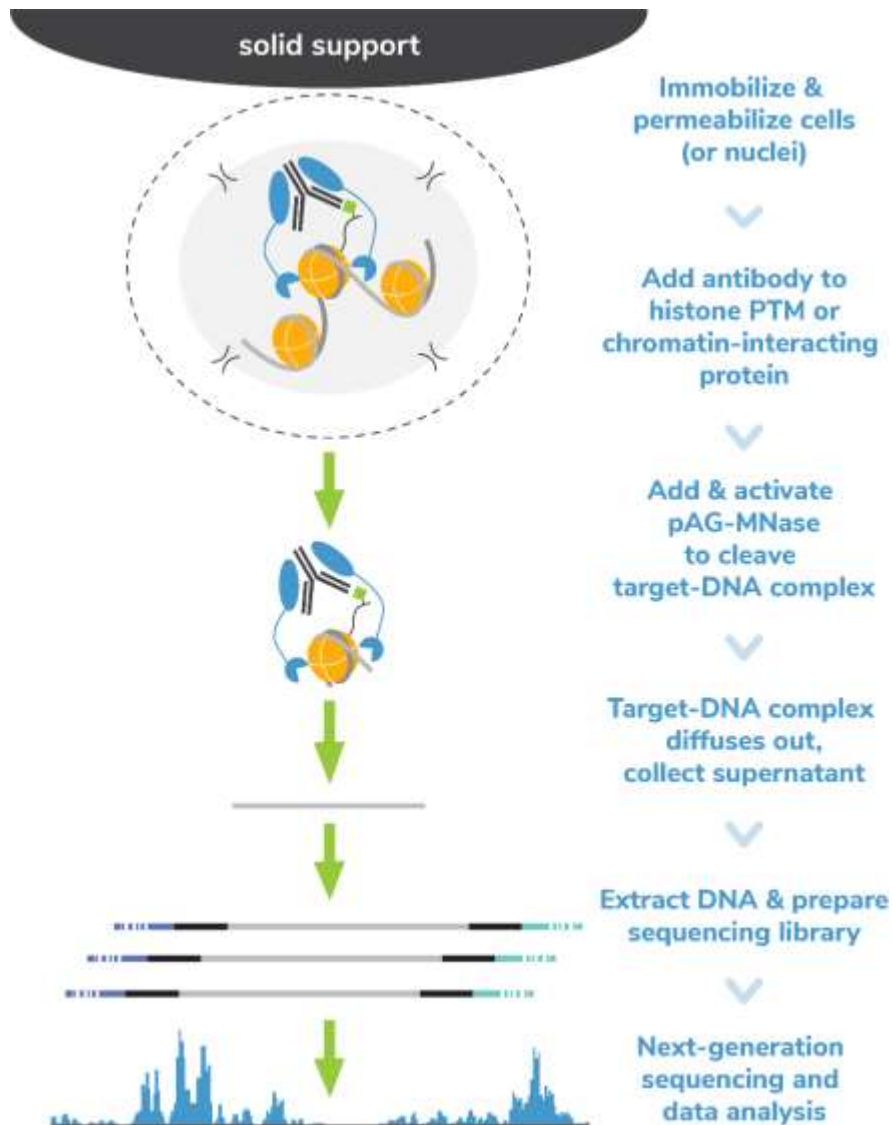 solid support
Immobilize &
permeabilize cells
(or nuclei)
Add antibody to
histone PTM or
chromatin-interacting
protein
Add & activate
pAG-MNase
to cleave
target-DNA complex
Target-DNA complex
diffuses out,
collect supernatant
Extract DNA & prepare
sequencing library
Next-generation
sequencing and
data analysis